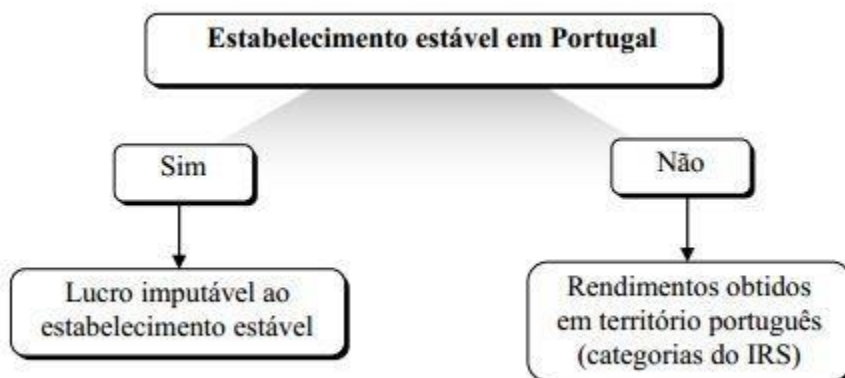 Estabelecimento estável em Portugal
Sim
Não
Lucro imputável ao
estabelecimento estável
Rendimentos obtidos
em território português
(categorias do IRS)